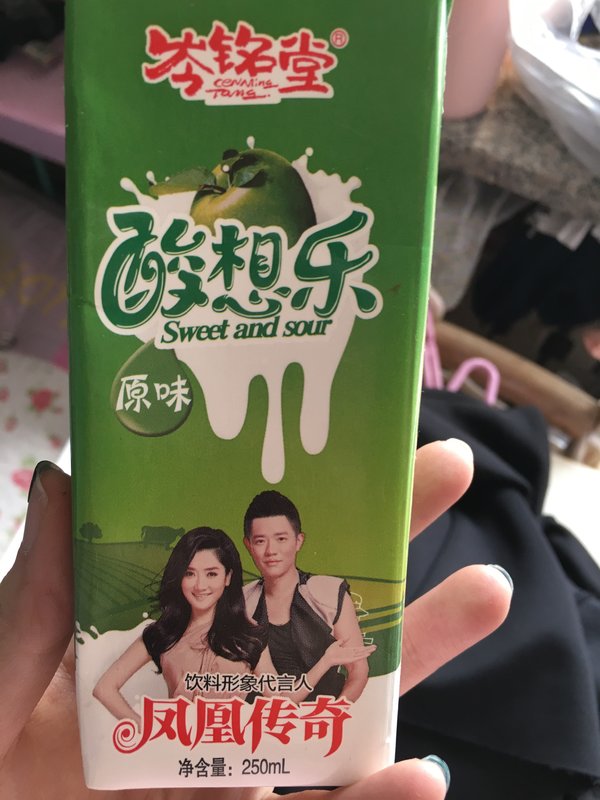 岑铭堂®
CENMing
Tang
酸想乐
Sweet and sour
原味
饮料形象代言人
凤凰传奇
净含量：250mL